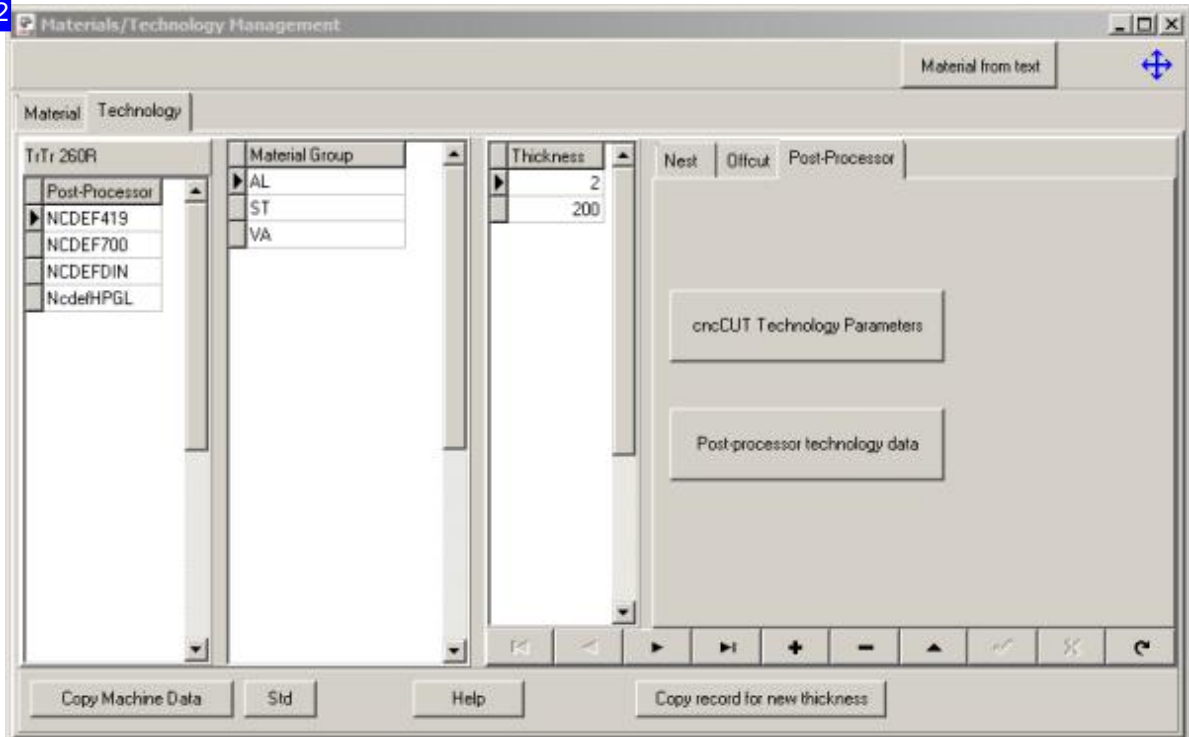 2
Materials/Technology Management
Material from text
Material Technology
TrTr 260R
Post-Processor
NCDEF419
NCDEF700
NCDEFDIN
NcdefHPGL
Material Group
AL
ST
VA
Thickness
2
200
Nest Offcut Post-Processor
cncCUT Technology Parameters
Post-processor technology data
Copy Machine Data Std Help Copy record for new thickness